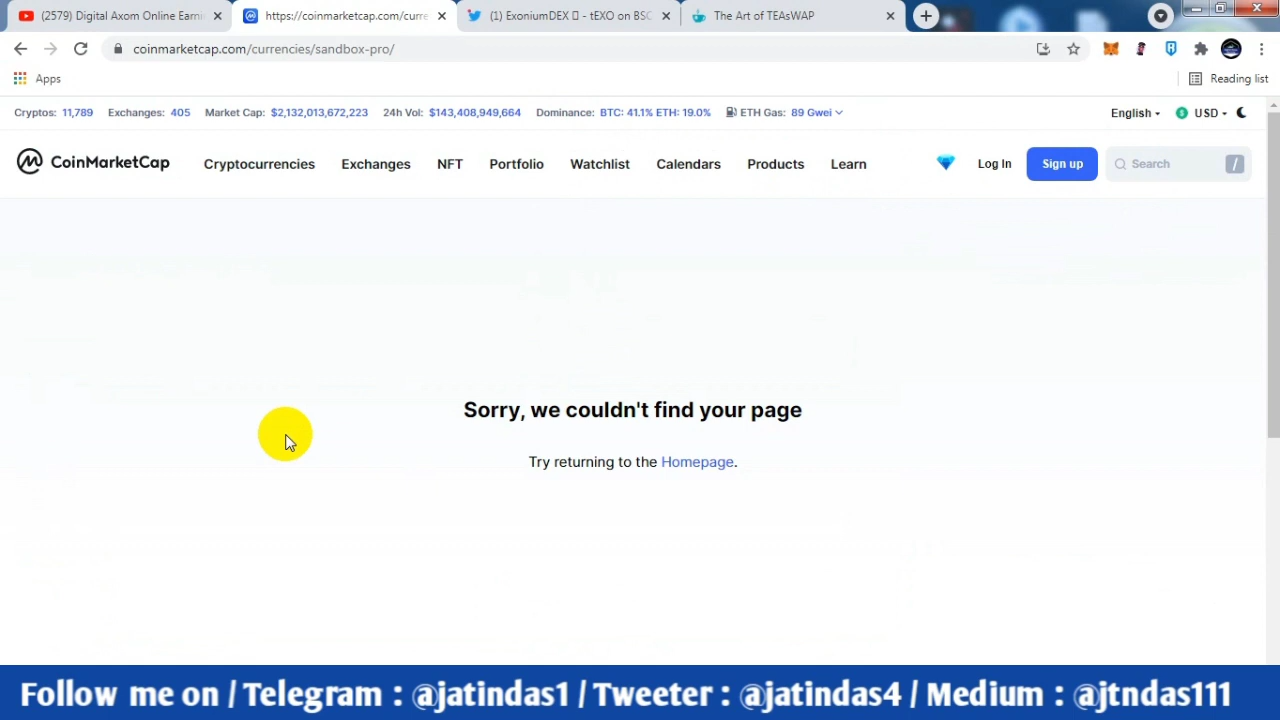 (2579) Digital Axom Online Earni
https://coinmarketcap.com/curre
(1) ExoniumDEX - tEXO on BSC
The Art of TEAsWAP
coinmarketcap.com/currencies/sandbox-pro/
Apps
Reading list
Cryptos: 11,789 Exchanges: 405 Market Cap: $2,132,013,672,223 24h Vol: $143,408,949,664 Dominance: BTC: 41.1% ETH: 19.0% ETH Gas: 89 Gwei
English
USD
CoinMarketCap
Cryptocurrencies Exchanges NFT Portfolio Watchlist Calendars Products Learn
Log In
Sign up
Search /
Sorry, we couldn't find your page
Try returning to the Homepage.
Follow me on / Telegram : @jatindas1 / Tweeter : @jatindas4 / Medium : @jtndas111